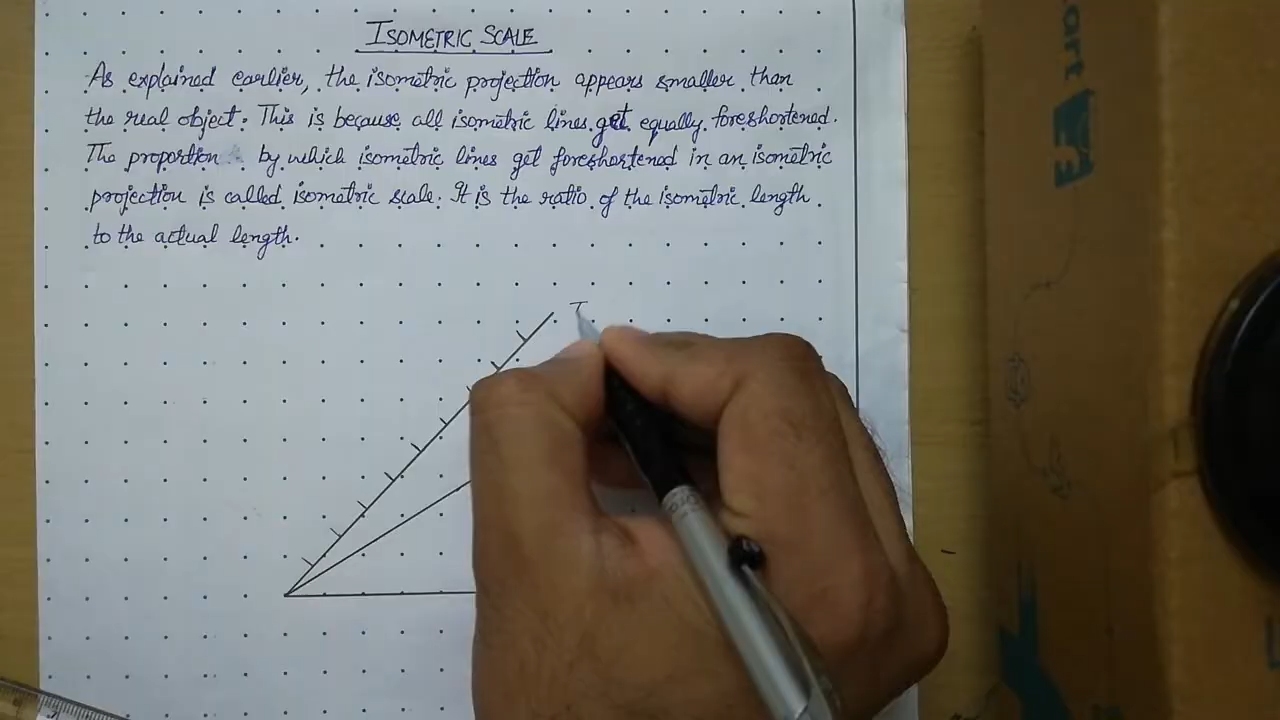 ISOMETRIC SCALE
As explained earlier, the isometric projection appears smaller than
the real object. This is because all isometric lines get equally foreshortened.
The proportion by which isometric lines get foreshortened in an isometric
projection is called isometric scale. It is the ratio of the isometric length
to the actual length.
T
art